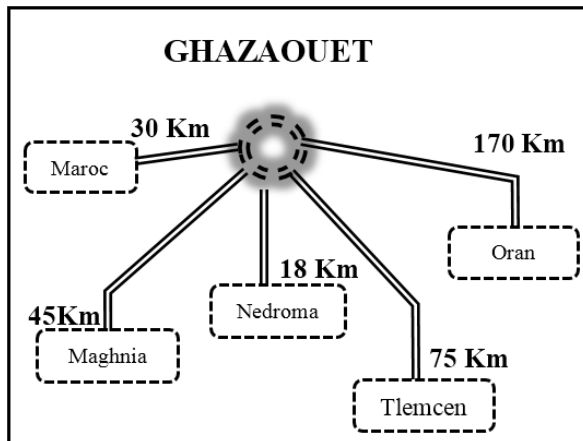 GHAZAOUET
30 Km
170 Km
Maroc
Oran
18 Km
45Km
Nedroma
Maghnia
75 Km
Tlemcen